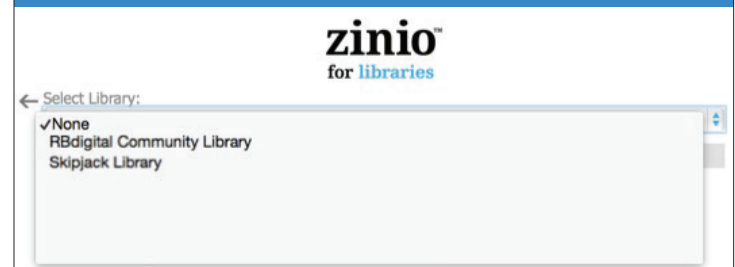 zinio™
for libraries
← Select Library:
✓None
RBdigital Community Library
Skipjack Library